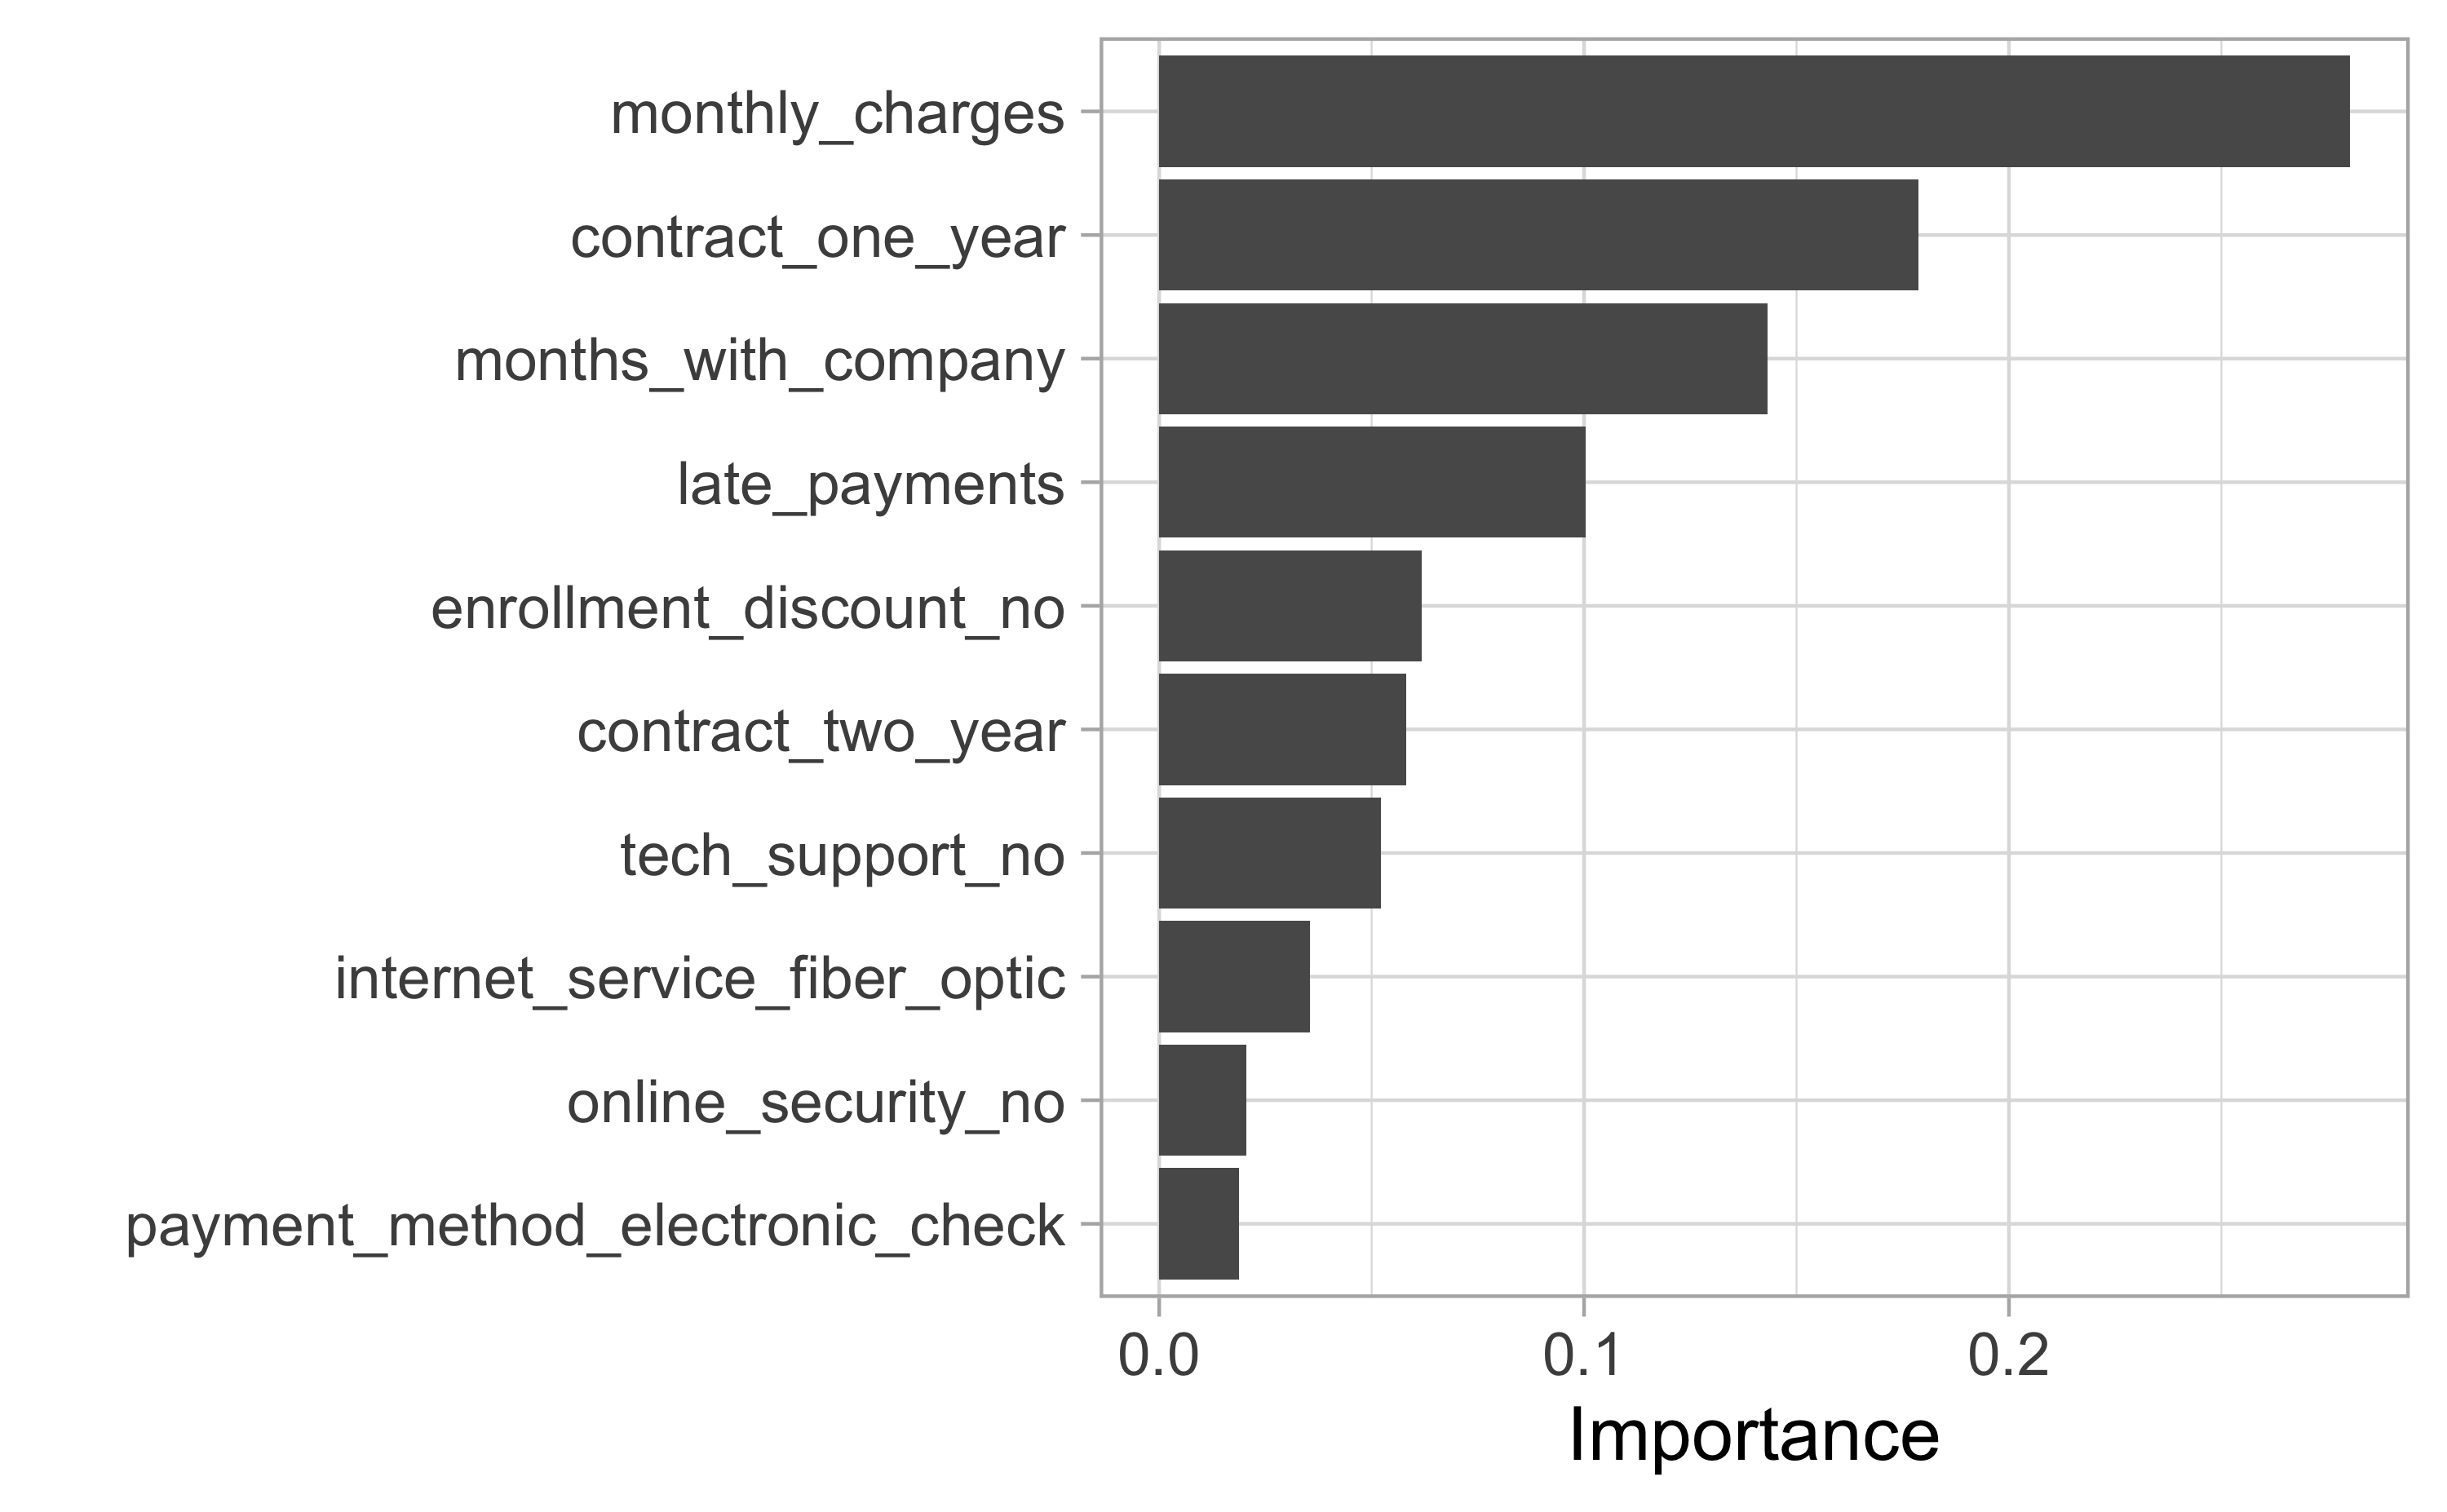 monthly_charges
contract_one_year
months_with_company
late_payments
enrollment_discount_no
contract_two_year
tech_support_no
internet_service_fiber_optic
online_security_no
payment_method_electronic_check
0.0 0.1 0.2
Importance